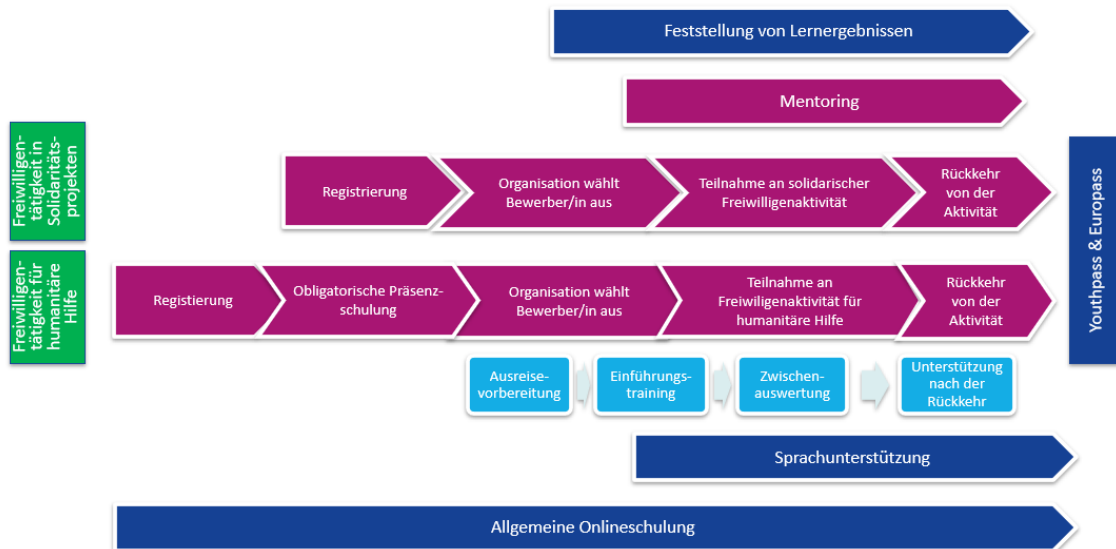 Feststellung von Lernergebnissen
Mentoring
Freiwilligen-
tätigkeit in
Solidaritäts-
projekten
Registrierung
Organisation wählt
Bewerber/in aus
Teilnahme an solidarischer
Freiwilligenaktivität
Rückkehr
von der
Aktivität
Youthpass & Europass
Freiwilligen-
tätigkeit für
humanitäre
Hilfe
Registierung
Obligatorische Präsenz-
schulung
Organisation wählt
Bewerber/in aus
Teilnahme an
Freiwiligenaktivität für
humanitäre Hilfe
Rückkehr
von der
Aktivität
Ausreise-
vorbereitung
Einführungs-
training
Zwischen-
auswertung
Unterstützung
nach der
Rückkehr
Sprachunterstützung
Allgemeine Onlineschulung